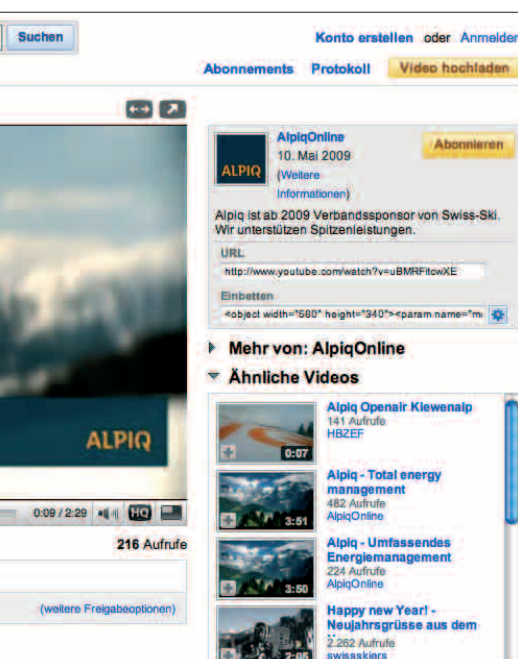 Suchen
Konto erstellen oder Anmelden
Abonnements Protokoll Video hochladen
ALPIQ
AlpiqOnline
10. Mai 2009
(Weitere
Informationen)
Abonnieren
Alpiq ist ab 2009 Verbandssponsor von Swiss-Ski.
Wir unterstützen Spitzenleistungen.
URL
http://www.youtube.com/watch?v=uBMRFitcwXE
Einbetten
<object width="560" height="340"><param name="m
Mehr von: AlpiqOnline
Ähnliche Videos
ALPIQ
0:09 / 2:29 HQ
216 Aufrufe
(weitere Freigabeoptionen)
0:07
Alpiq Openair Klewenalp
141 Aufrufe
HBZEF
3:51
Alpiq - Total energy
management
482 Aufrufe
AlpiqOnline
3:50
Alpiq - Umfassendes
Energiemanagement
224 Aufrufe
AlpiqOnline
2:05
Happy new Year! -
Neujahrsgrüsse aus dem
2.262 Aufrufe
swissskiers